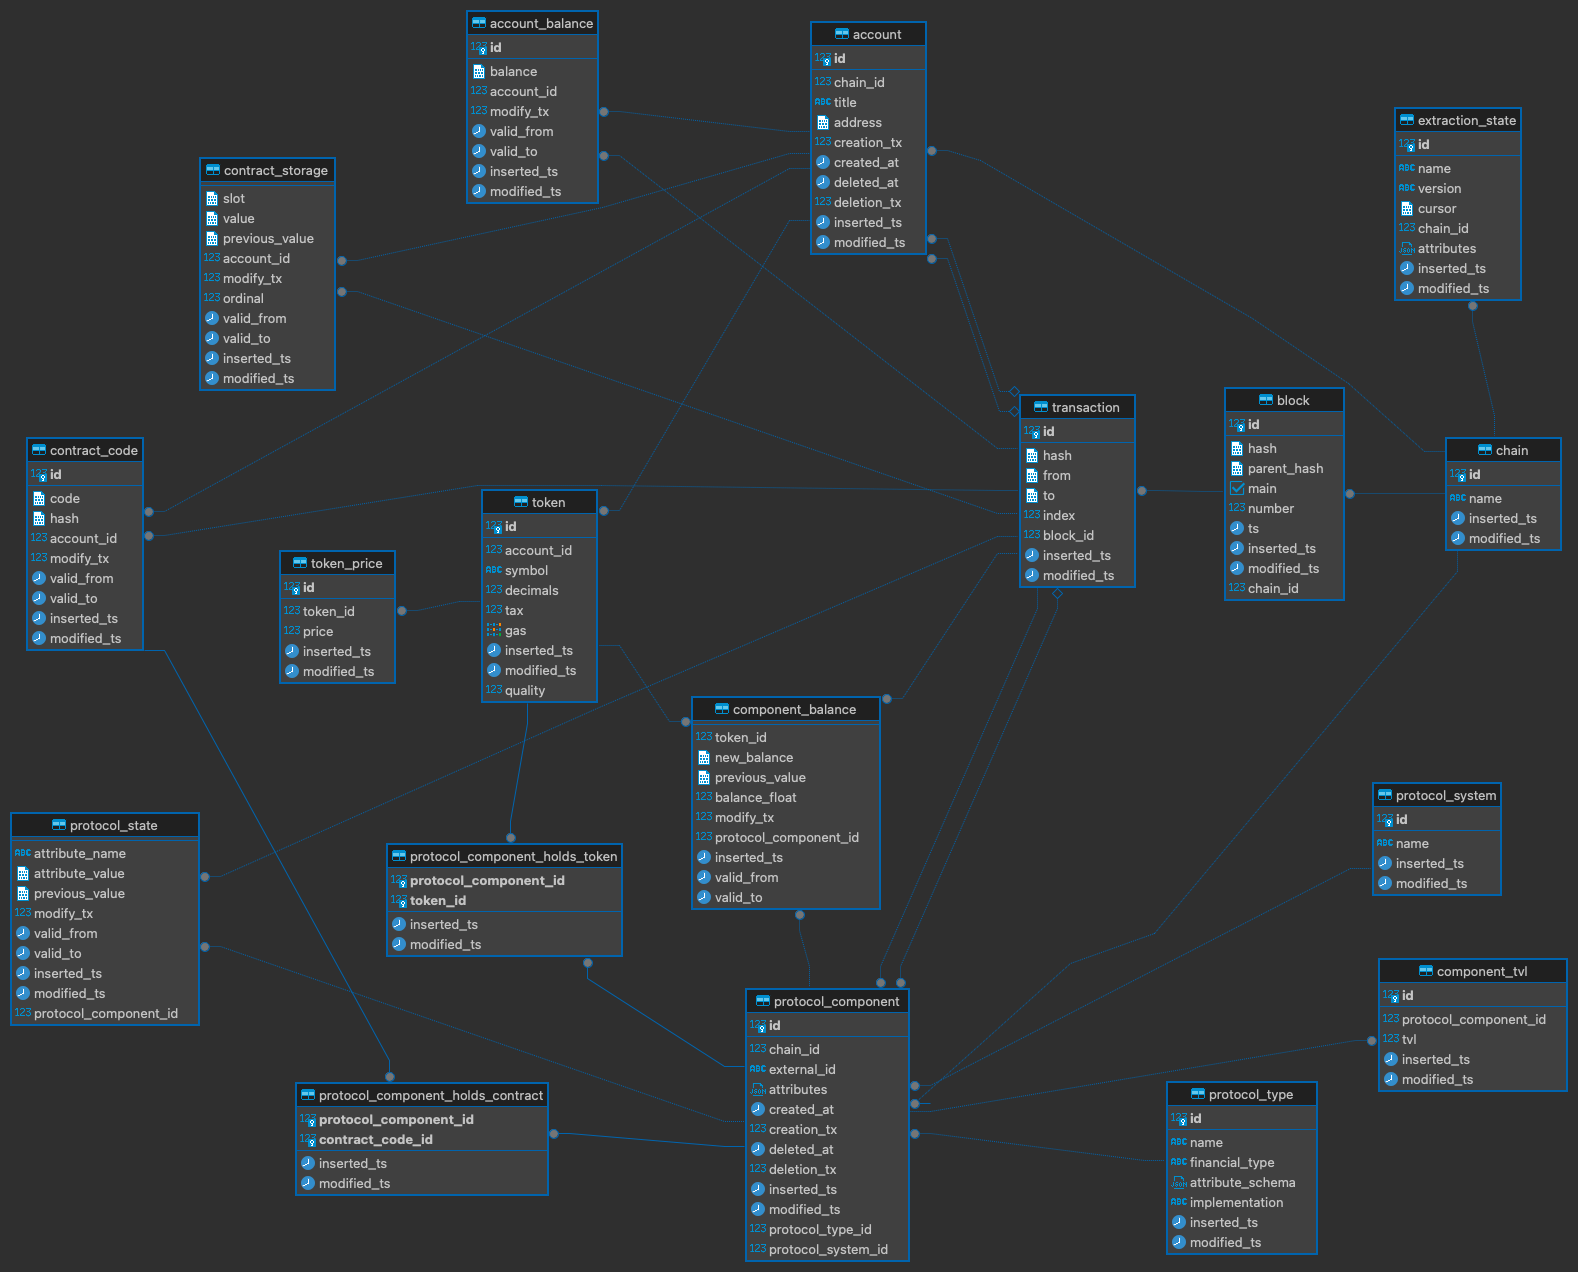 account_balance
id
balance
account_id
modify_tx
valid_from
valid_to
inserted_ts
modified_ts
account
id
chain_id
title
address
creation_tx
created_at
deleted_at
deletion_tx
inserted_ts
modified_ts
extraction_state
id
name
version
cursor
chain_id
attributes
inserted_ts
modified_ts
contract_storage
slot
value
previous_value
account_id
modify_tx
ordinal
valid_from
valid_to
inserted_ts
modified_ts
contract_code
id
code
hash
account_id
modify_tx
valid_from
valid_to
inserted_ts
modified_ts
token_price
id
token_id
price
inserted_ts
modified_ts
token
id
account_id
symbol
decimals
tax
gas
inserted_ts
modified_ts
quality
transaction
id
hash
from
to
index
block_id
inserted_ts
modified_ts
block
id
hash
parent_hash
main
number
ts
inserted_ts
modified_ts
chain_id
chain
id
name
inserted_ts
modified_ts
component_balance
token_id
new_balance
previous_value
balance_float
modify_tx
protocol_component_id
inserted_ts
valid_from
valid_to
protocol_state
attribute_name
attribute_value
previous_value
modify_tx
valid_from
valid_to
inserted_ts
modified_ts
protocol_component_id
protocol_component_holds_token
protocol_component_id
token_id
inserted_ts
modified_ts
protocol_system
id
name
inserted_ts
modified_ts
component_tvl
id
protocol_component_id
tvl
inserted_ts
modified_ts
protocol_component
id
chain_id
external_id
attributes
created_at
creation_tx
deleted_at
deletion_tx
inserted_ts
modified_ts
protocol_type_id
protocol_system_id
protocol_component_holds_contract
protocol_component_id
contract_code_id
inserted_ts
modified_ts
protocol_type
id
name
financial_type
attribute_schema
implementation
inserted_ts
modified_ts